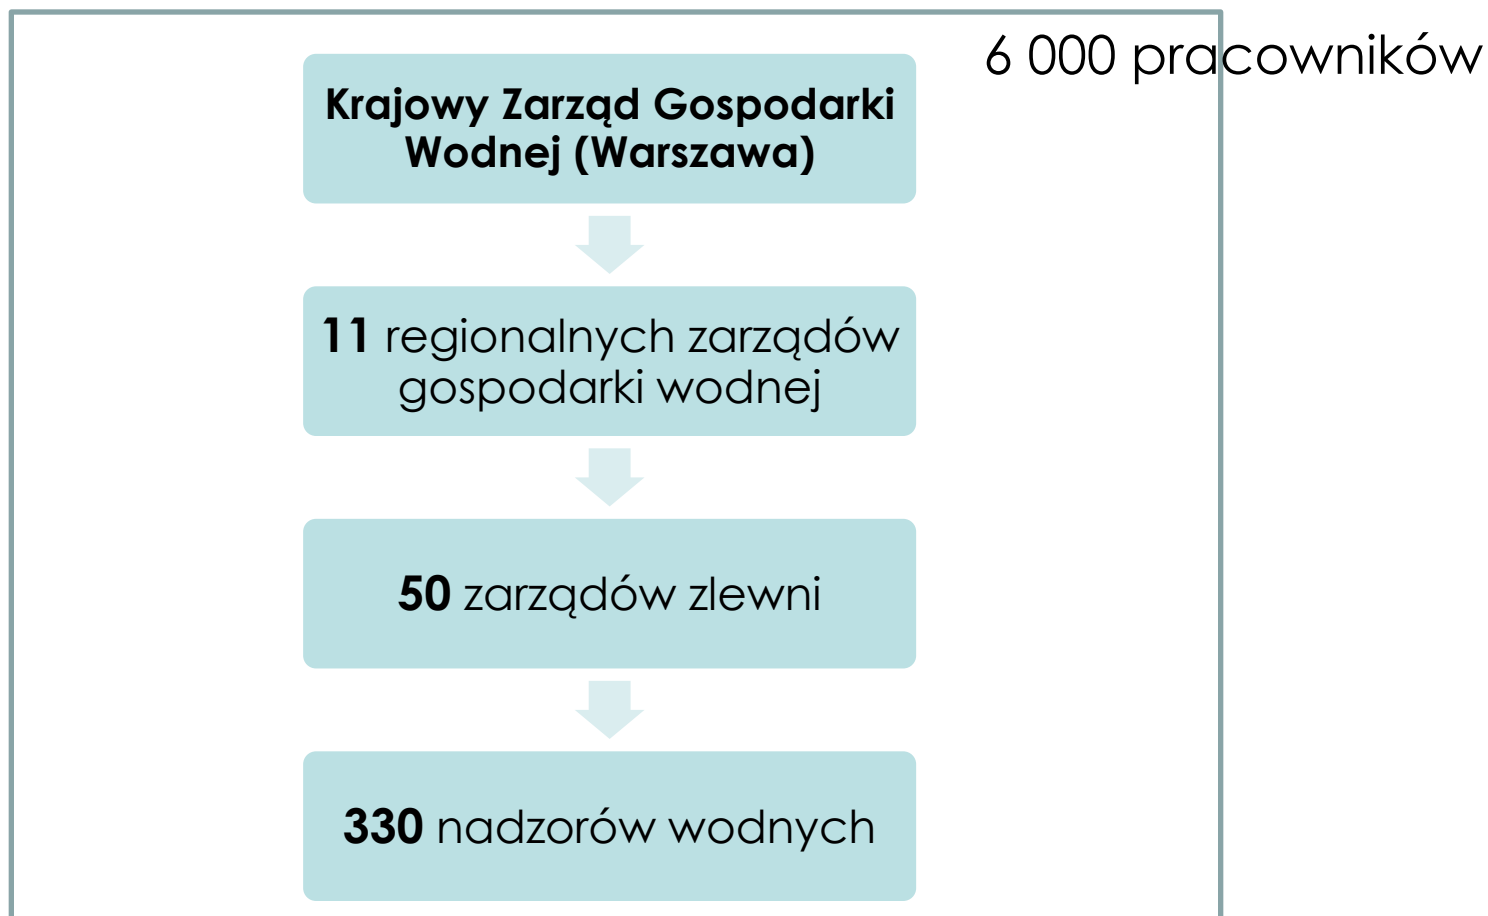 6 000 pracowników
Krajowy Zarząd Gospodarki
Wodnej (Warszawa)
11 regionalnych zarządów
gospodarki wodnej
50 zarządów zlewni
330 nadzorów wodnych